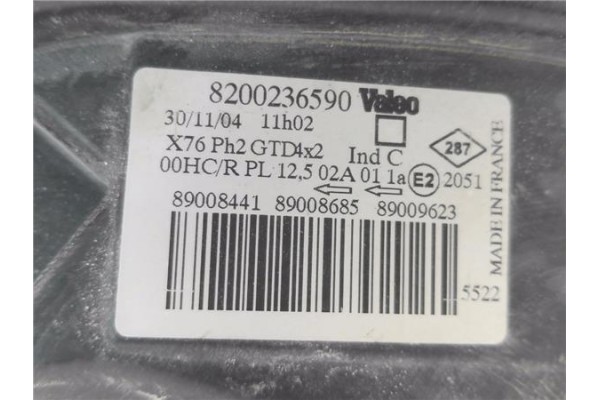 8200236590 Valeo
30/11/04 11h02
X76 Ph2 GTD4x2 Ind C 287
00HC/R PL 12,5 02A 01 1a E2 2051
89008441 89008685 89009623
5522
MADE IN FRANCE